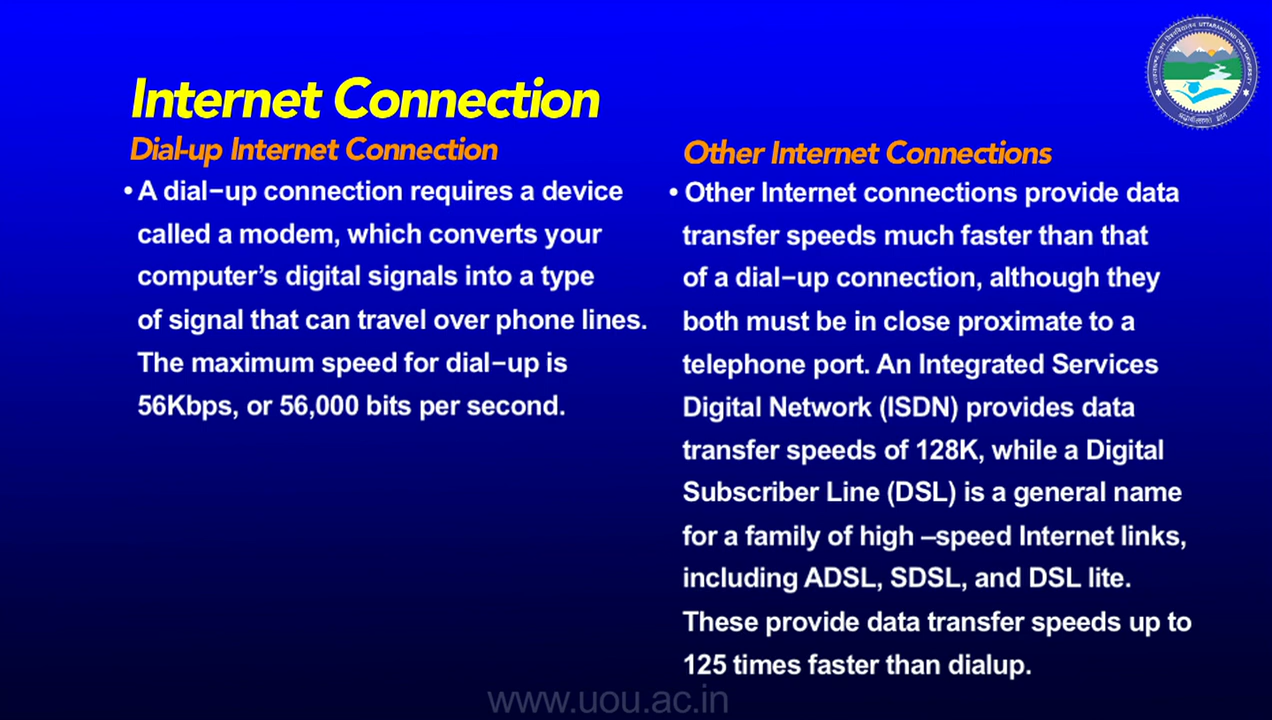 Internet Connection
Dial-up Internet Connection
• A dial-up connection requires a device
called a modem, which converts your
computer's digital signals into a type
of signal that can travel over phone lines.
The maximum speed for dial-up is
56Kbps, or 56,000 bits per second.
Other Internet Connections
• Other Internet connections provide data
transfer speeds much faster than that
of a dial-up connection, although they
both must be in close proximate to a
telephone port. An Integrated Services
Digital Network (ISDN) provides data
transfer speeds of 128K, while a Digital
Subscriber Line (DSL) is a general name
for a family of high –speed Internet links,
including ADSL, SDSL, and DSL lite.
These provide data transfer speeds up to
125 times faster than dialup.
UTTARAKHAND OPEN UNIVERSITY
www.uou.ac.in